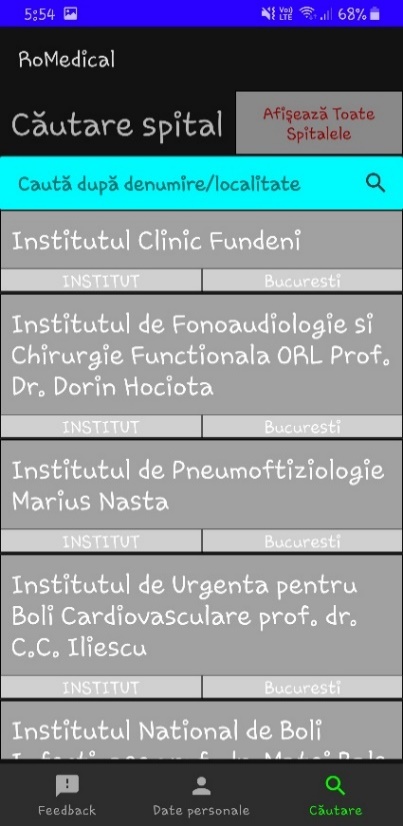 5:54
68%
RoMedical
Căutare spital
Afișează Toate
Spitalele
Caută după denumire/localitate
Institutul Clinic Fundeni
INSTITUT
Bucuresti
Institutul de Fonoaudiologie si
Chirurgie Functionala ORL Prof.
Dr. Dorin Hociota
INSTITUT
Bucuresti
Institutul de Pneumoftiziologie
Marius Nasta
INSTITUT
Bucuresti
Institutul de Urgenta pentru
Boli Cardiovasculare prof. dr.
C.C. Iliescu
INSTITUT
Bucuresti
Institutul National de Boli
Feedback
Date personale
Căutare